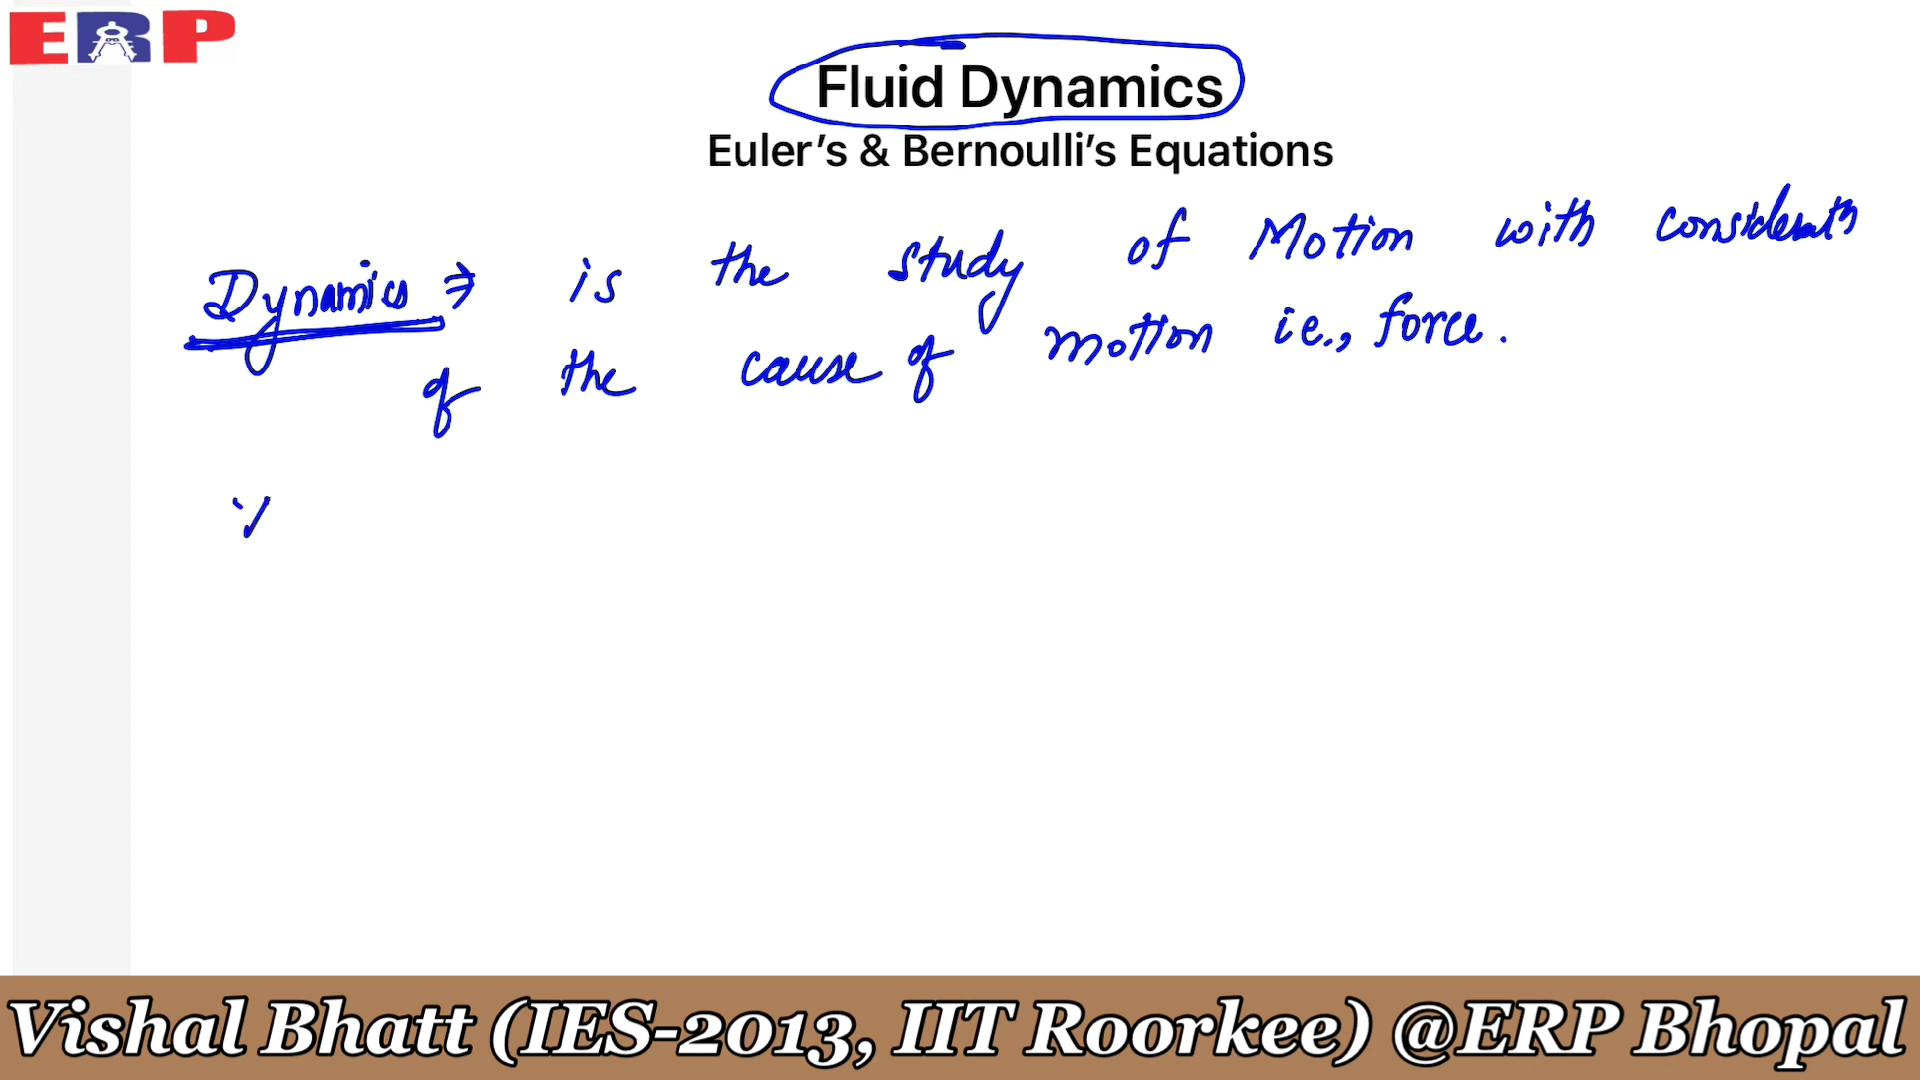 ERP
Fluid Dynamics
Euler’s & Bernoulli’s Equations
Dynamics ⇒ is the study of Motion with
of the cause of motion ie., force.
Vishal Bhatt (IES-2013, IIT Roorkee) @ERP Bhopal